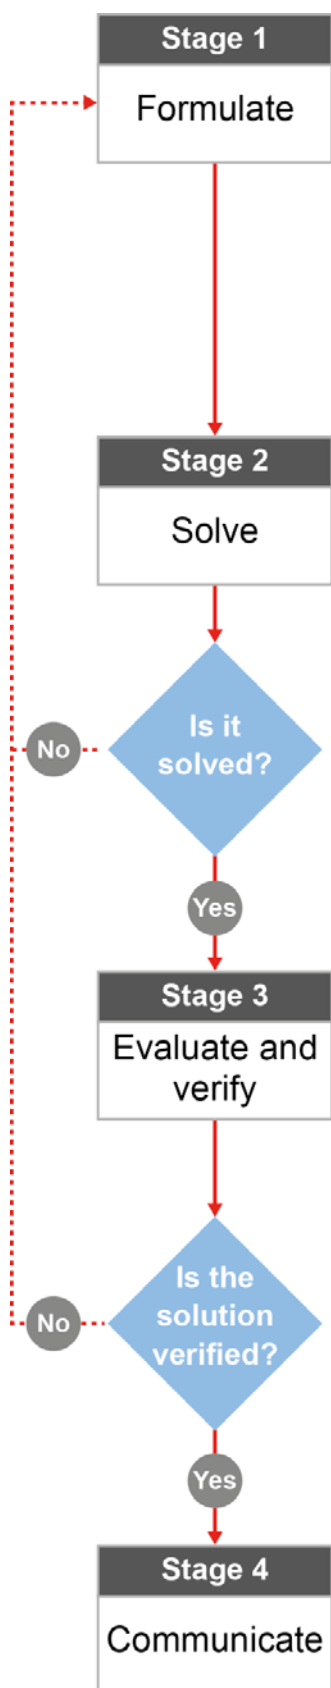 Stage 1
Formulate
Stage 2
Solve
Is it
solved?
No
Yes
Stage 3
Evaluate and
verify
Is the
solution
verified?
No
Yes
Stage 4
Communicate